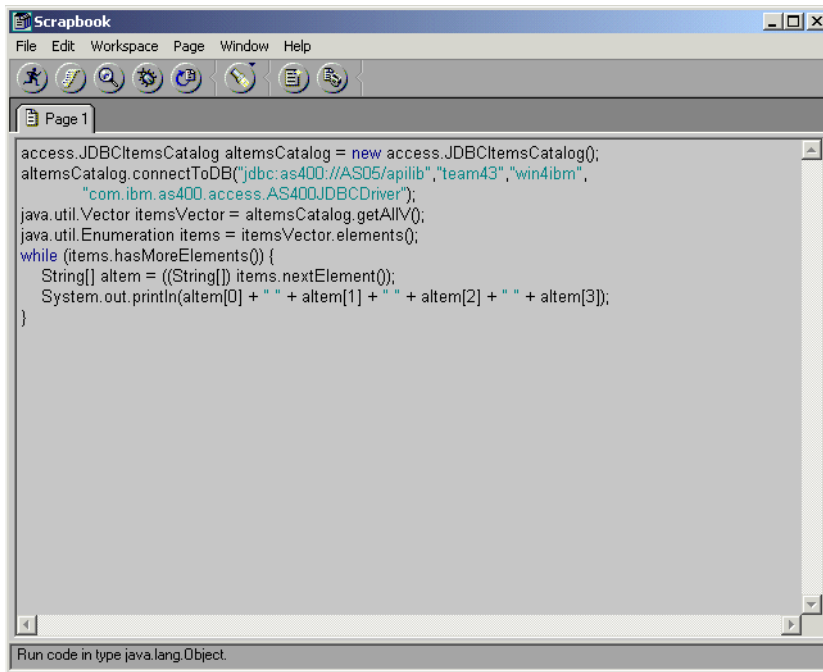 Scrapbook
File Edit Workspace Page Window Help
Page 1
access.JDBCItemsCatalog aItemsCatalog = new access.JDBCItemsCatalog();
aItemsCatalog.connectToDB("jdbc:as400://AS05/apilib","team43","win4ibm",
"com.ibm.as400.access.AS400JDBCDriver");
java.util.Vector itemsVector = aItemsCatalog.getAllV();
java.util.Enumeration items = itemsVector.elements();
while (items.hasMoreElements()) {
String[] aItem = ((String[]) items.nextElement());
System.out.println(aItem[0] + " " + aItem[1] + " " + aItem[2] + " " + aItem[3]);
}
Run code in type java.lang.Object.